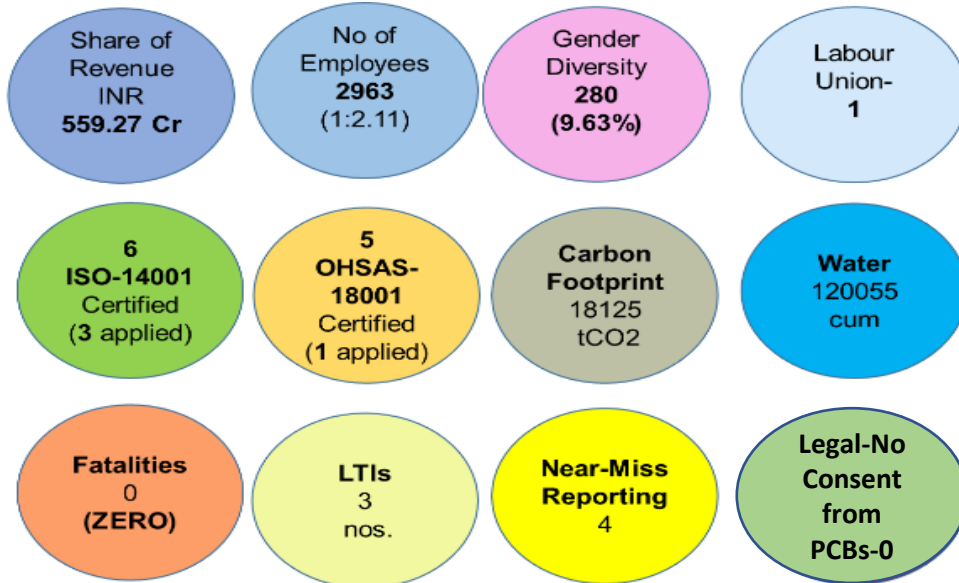 Share of
Revenue
INR
559.27 Cr
No of
Employees
2963
(1:2.11)
Gender
Diversity
280
(9.63%)
Labour
Union-
1
6
ISO-14001
Certified
(3 applied)
5
OHSAS-
18001
Certified
(1 applied)
Carbon
Footprint
18125
tCO2
Water
120055
cum
Fatalities
0
(ZERO)
LTIs
3
nos.
Near-Miss
Reporting
4
Legal-No
Consent
from
PCBs-0